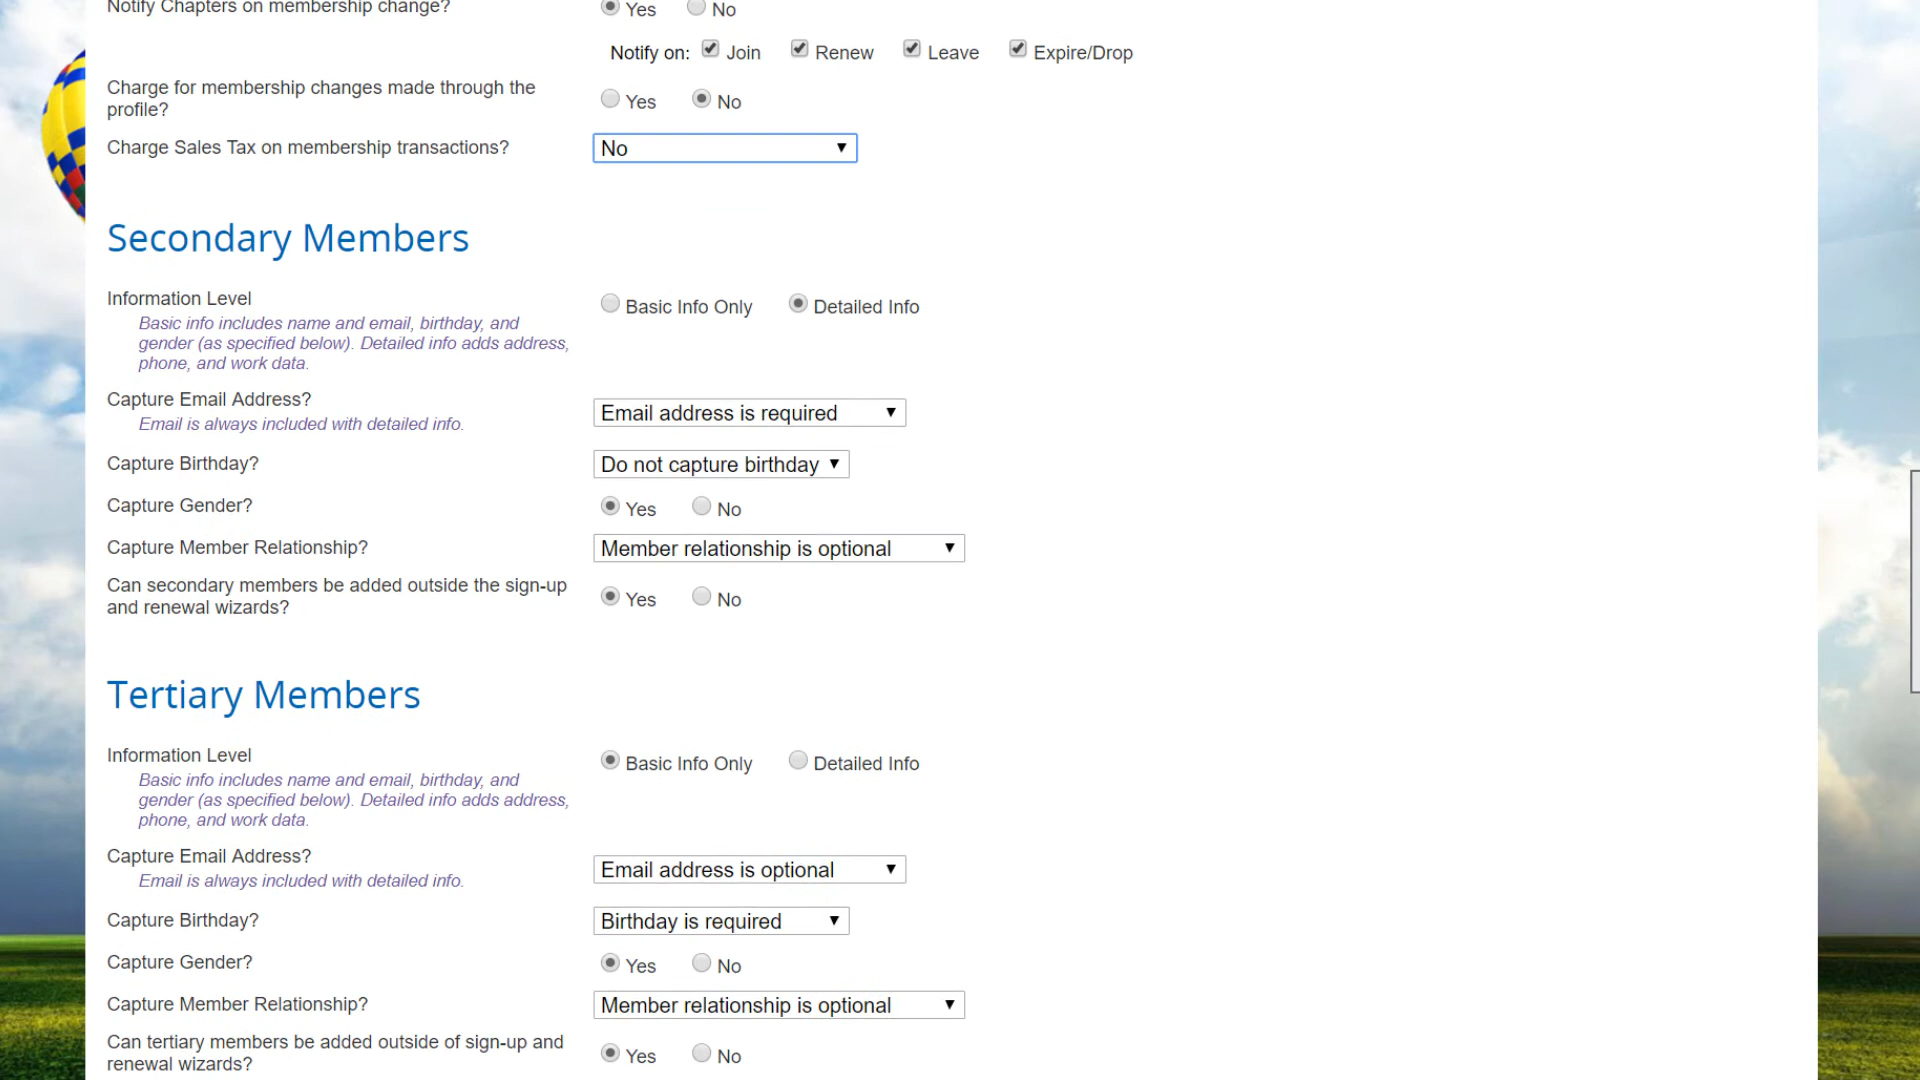 Notify Chapters on membership change?
Yes No
Notify on: Join Renew Leave Expire/Drop
Charge for membership changes made through the
profile?
Yes No
Charge Sales Tax on membership transactions?
No
Secondary Members
Information Level
Basic Info Only Detailed Info
Basic info includes name and email, birthday, and
gender (as specified below). Detailed info adds address,
phone, and work data.
Capture Email Address?
Email address is required
Email is always included with detailed info.
Capture Birthday?
Do not capture birthday
Capture Gender?
Yes No
Capture Member Relationship?
Member relationship is optional
Can secondary members be added outside the sign-up
and renewal wizards?
Yes No
Tertiary Members
Information Level
Basic Info Only Detailed Info
Basic info includes name and email, birthday, and
gender (as specified below). Detailed info adds address,
phone, and work data.
Capture Email Address?
Email address is optional
Email is always included with detailed info.
Capture Birthday?
Birthday is required
Capture Gender?
Yes No
Capture Member Relationship?
Member relationship is optional
Can tertiary members be added outside of sign-up and
renewal wizards?
Yes No